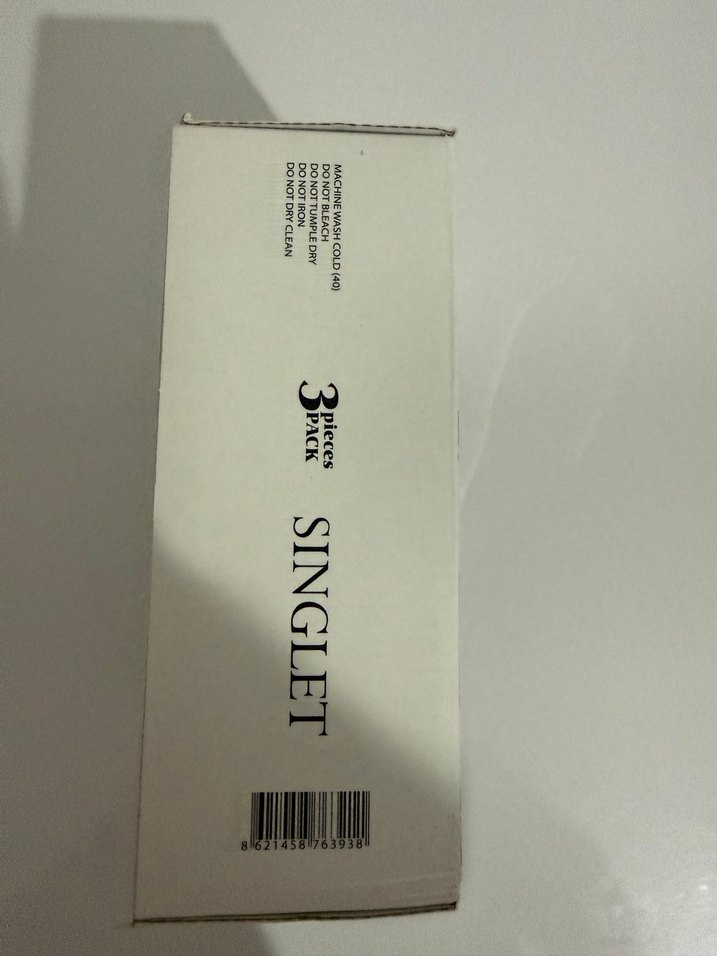 MACHINE WASH COLD (40)
DO NOT BLEACH
DO NOT TUMPLE DRY
DO NOT IRON
DO NOT DRY CLEAN
3 pieces
PACK
SINGLET
8 621458 763938